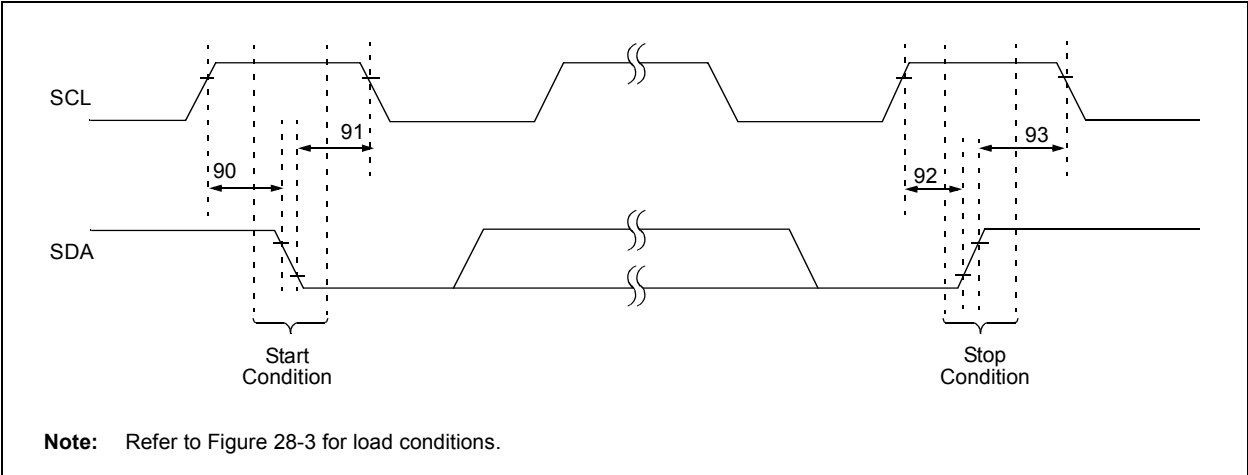 SCL
91
93
90
92
SDA
Start
Condition
Stop
Condition
Note: Refer to Figure 28-3 for load conditions.